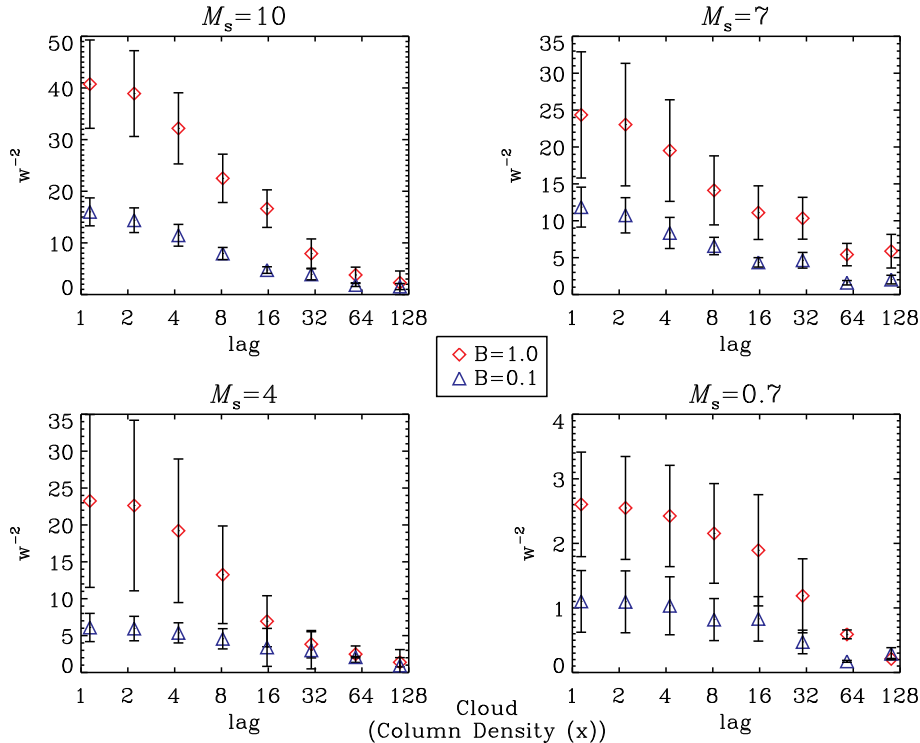 M_s=10
50
40
30
20
10
0
w^-2
1 2 4 8 16 32 64 128
lag
M_s=7
35
30
25
20
15
10
5
0
w^-2
1 2 4 8 16 32 64 128
lag
B=1.0
B=0.1
M_s=4
35
30
25
20
15
10
5
0
w^-2
1 2 4 8 16 32 64 128
lag
M_s=0.7
4
3
2
1
0
w^-2
1 2 4 8 16 32 64 128
lag
Cloud
(Column Density (x))